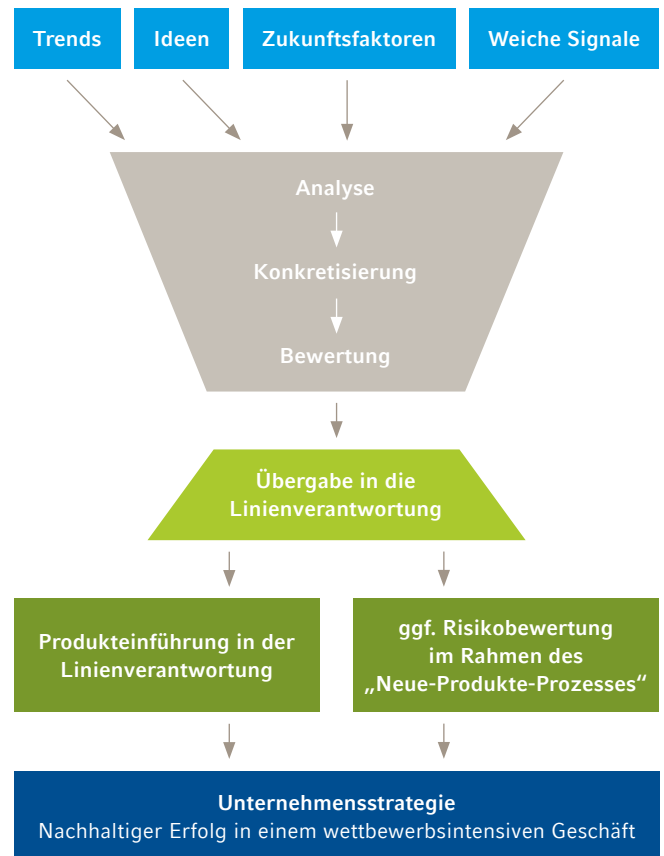 Trends
Ideen
Zukunftsfaktoren
Weiche Signale
Analyse
Konkretisierung
Bewertung
Übergabe in die
Linienverantwortung
Produkteinführung in der
Linienverantwortung
ggf. Risikobewertung
im Rahmen des
„Neue-Produkte-Prozesses“
Unternehmensstrategie
Nachhaltiger Erfolg in einem wettbewerbsintensiven Geschäft